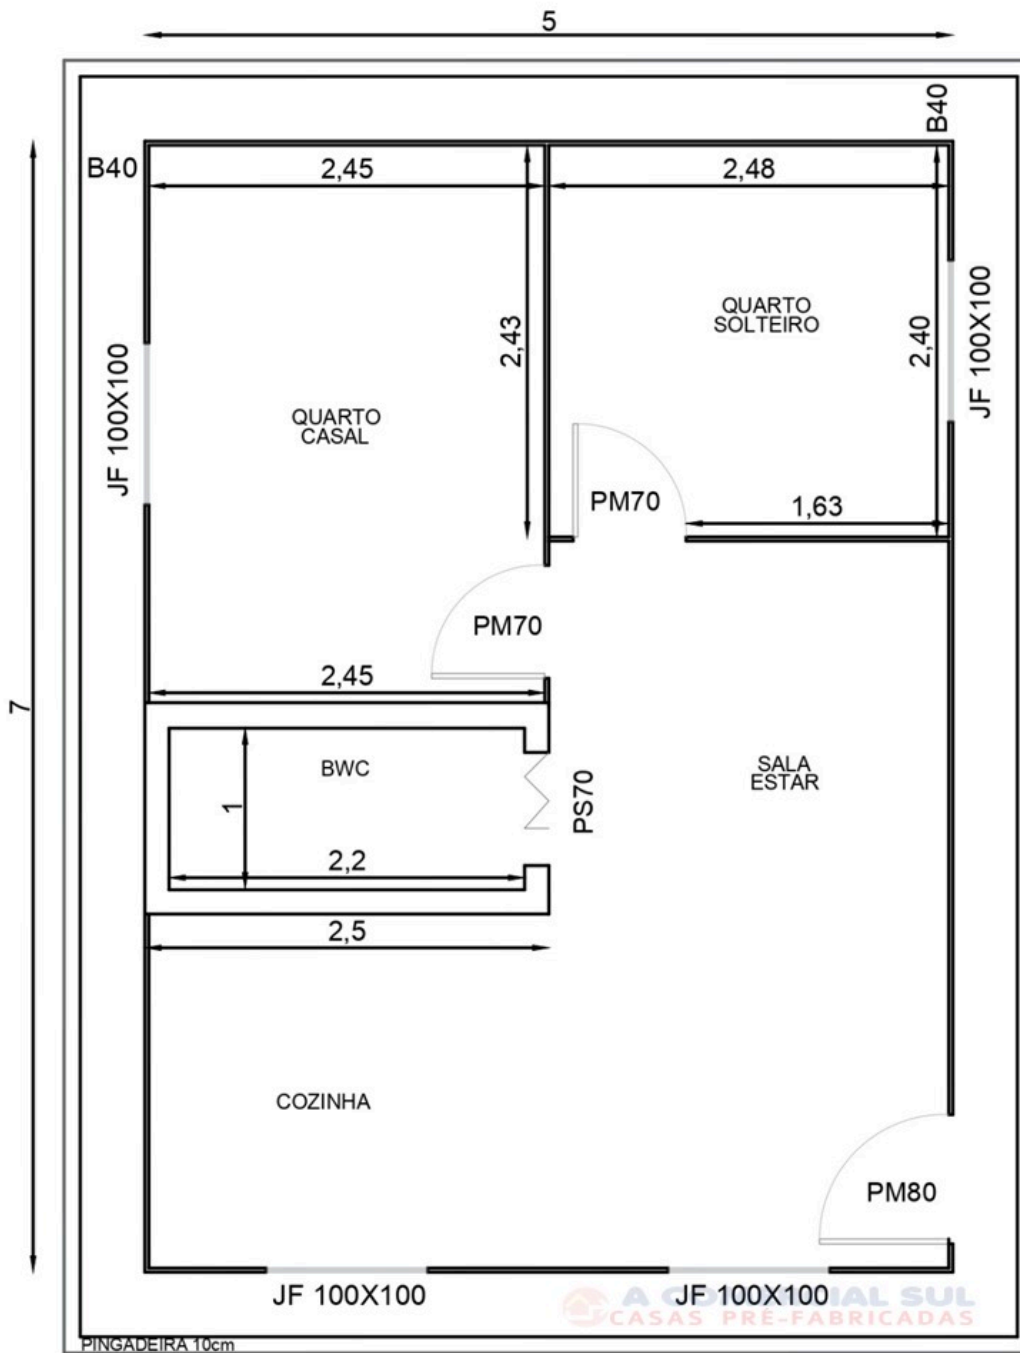 5
B40
B40
2,45
2,48
2,43
QUARTO
SOLTEIRO
2,40
JF 100X100
JF 100X100
QUARTO
CASAL
PM70
1,63
PM70
2,45
7
BWC
1
2,2
PS70
SALA
ESTAR
2,5
COZINHA
PM80
JF 100X100
JF 100X100
A COMERCIAL SUL
CASAS PRÉ-FABRICADAS
PINGADEIRA 10cm